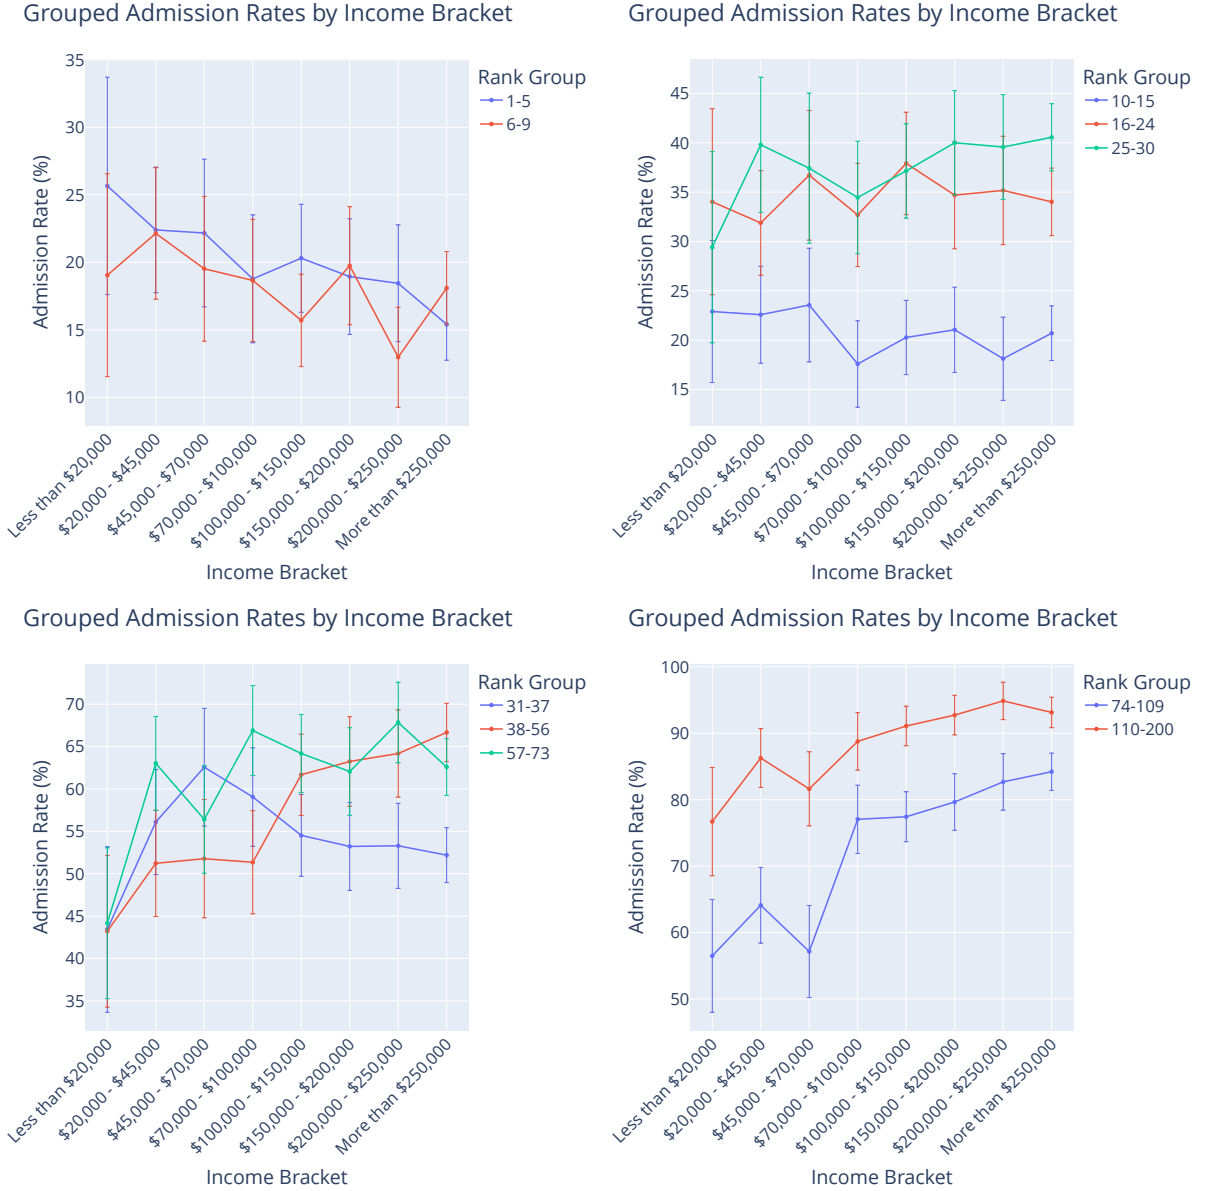 Grouped Admission Rates by Income Bracket
35
30
25
20
15
10
Admission Rate (%)
Less than $20,000
$20,000 - $45,000
$45,000 - $70,000
$70,000 - $100,000
$100,000 - $150,000
$150,000 - $200,000
$200,000 - $250,000
More than $250,000
Income Bracket
Rank Group
1-5
6-9
Grouped Admission Rates by Income Bracket
45
40
35
30
25
20
15
Admission Rate (%)
Less than $20,000
$20,000 - $45,000
$45,000 - $70,000
$70,000 - $100,000
$100,000 - $150,000
$150,000 - $200,000
$200,000 - $250,000
More than $250,000
Income Bracket
Rank Group
10-15
16-24
25-30
Grouped Admission Rates by Income Bracket
70
65
60
55
50
45
40
35
Admission Rate (%)
Less than $20,000
$20,000 - $45,000
$45,000 - $70,000
$70,000 - $100,000
$100,000 - $150,000
$150,000 - $200,000
$200,000 - $250,000
More than $250,000
Income Bracket
Rank Group
31-37
38-56
57-73
Grouped Admission Rates by Income Bracket
100
90
80
70
60
50
Admission Rate (%)
Less than $20,000
$20,000 - $45,000
$45,000 - $70,000
$70,000 - $100,000
$100,000 - $150,000
$150,000 - $200,000
$200,000 - $250,000
More than $250,000
Income Bracket
Rank Group
74-109
110-200